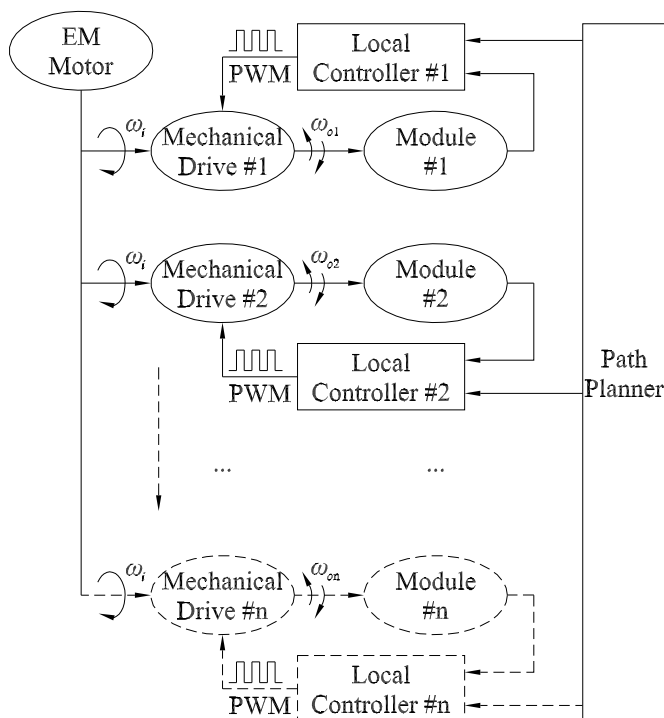 EM
Motor
PWM
Local
Controller #1
ωi
Mechanical
Drive #1
ωo1
Module
#1
ωi
Mechanical
Drive #2
ωo2
Module
#2
PWM
Local
Controller #2
Path
Planner
...
...
ωi
Mechanical
Drive #n
ωon
Module
#n
PWM
Local
Controller #n